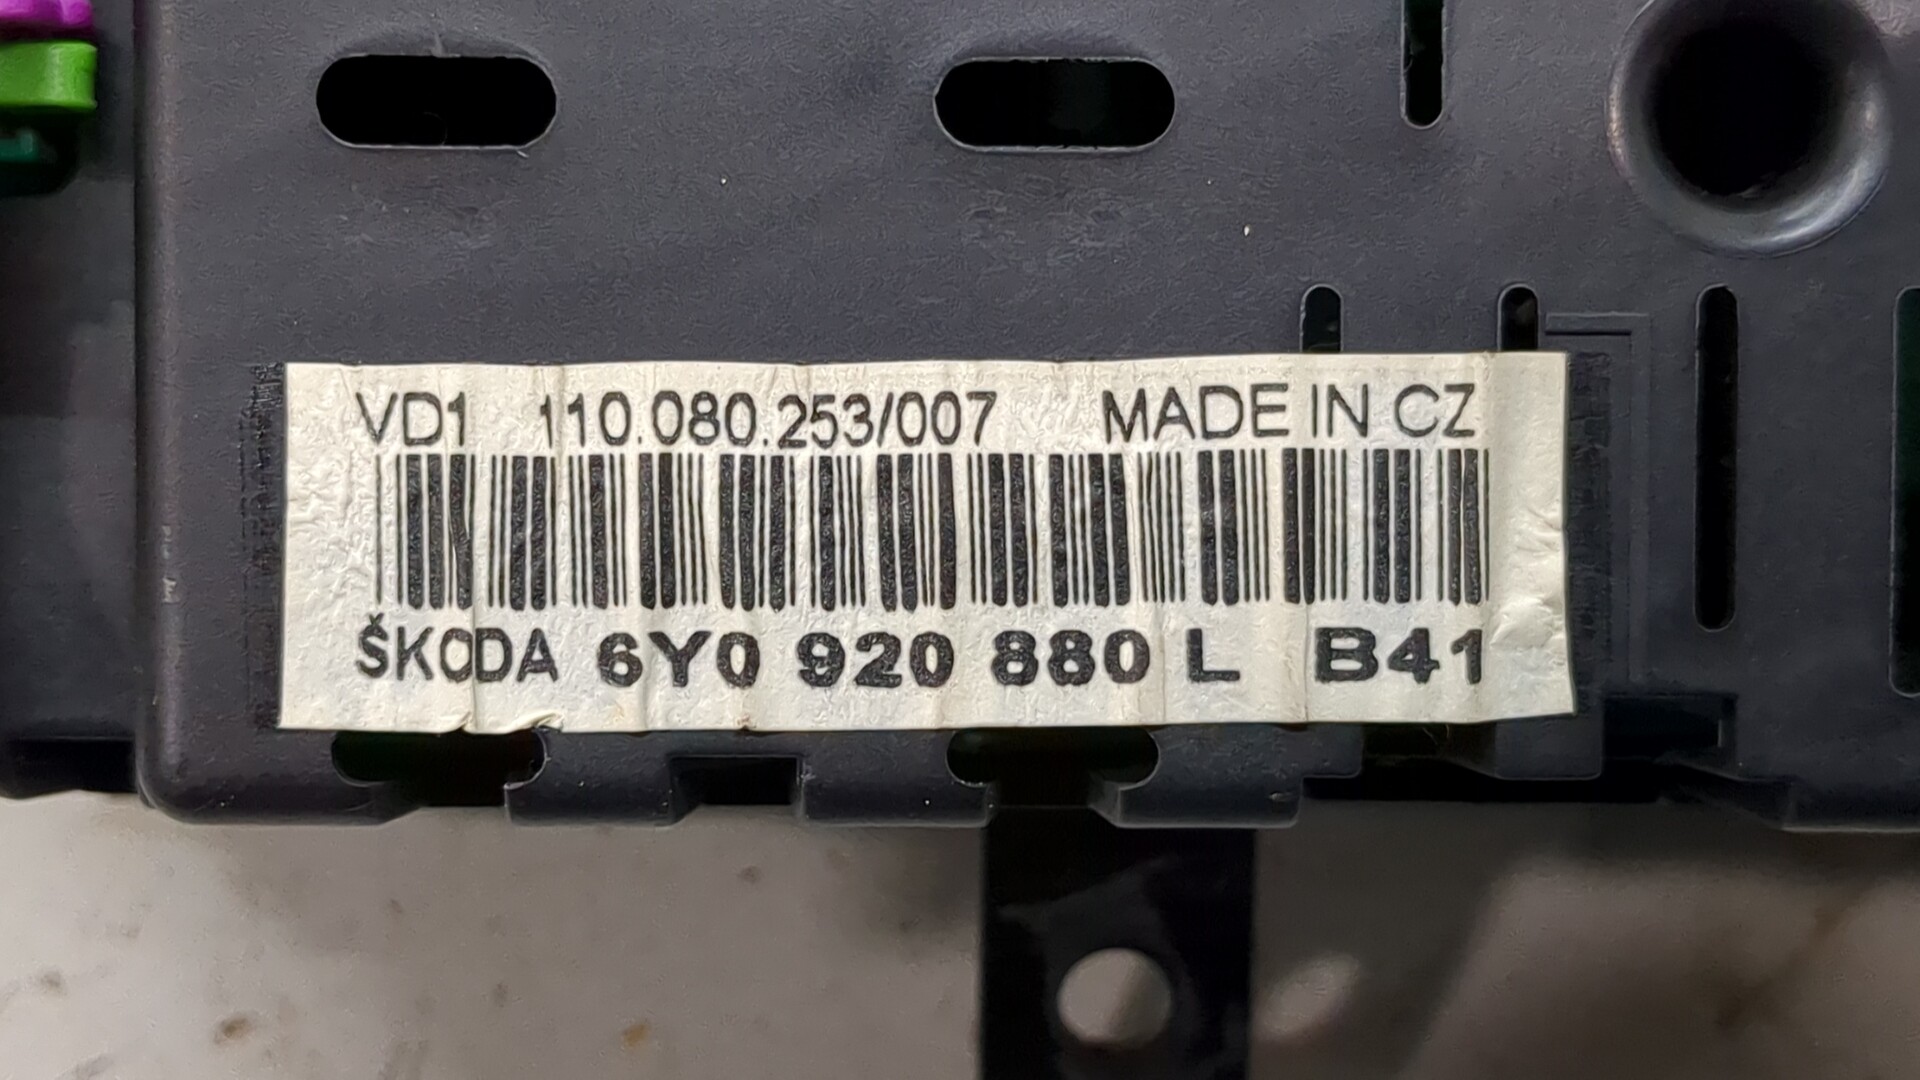 VD1 110.080.253/007 MADE IN CZ
ŠKODA 6Y0 920 880 L B41